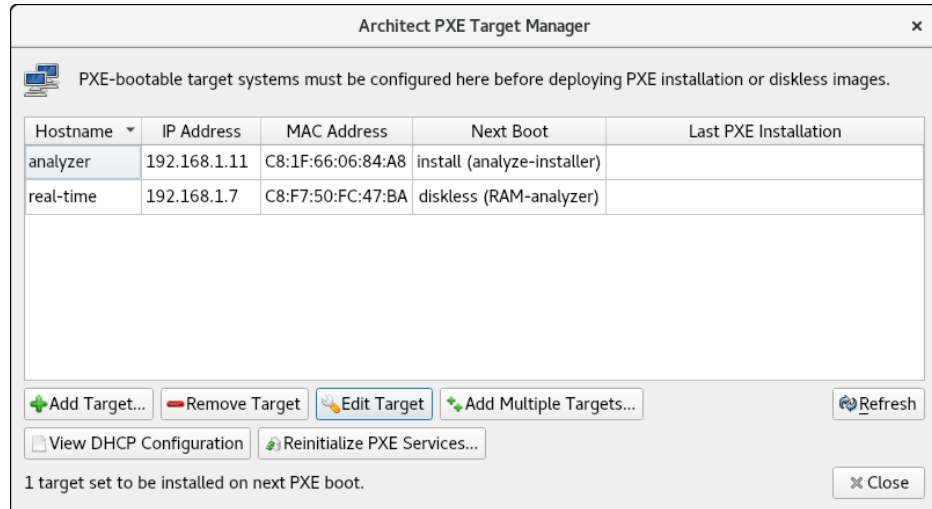 Architect PXE Target Manager
PXE-bootable target systems must be configured here before deploying PXE installation or diskless images.
Hostname IP Address MAC Address Next Boot Last PXE Installation
analyzer 192.168.1.11 C8:1F:66:06:84:A8 install (analyze-installer)
real-time 192.168.1.7 C8:F7:50:FC:47:BA diskless (RAM-analyzer)
Add Target... Remove Target Edit Target Add Multiple Targets... Refresh
View DHCP Configuration Reinitialize PXE Services...
1 target set to be installed on next PXE boot. Close